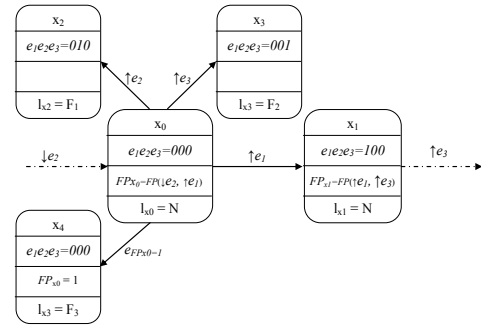 x₂
e₁e₂e₃=010
lₓ₂ = F₁
x₃
e₁e₂e₃=001
lₓ₃ = F₂
↑e₂
↑e₃
x₀
e₁e₂e₃=000
FPx₀–FP(↓e₂, ↑e₁)
lₓ₀ = N
↓e₂
↑e₁
x₁
e₁e₂e₃=100
FPₓ₁–FP(↑e₁, ↑e₃)
lₓ₁ = N
↑e₃
x₄
e₁e₂e₃=000
FPₓ₀ = 1
lₓ₃ = F₃
e_FPx0–1